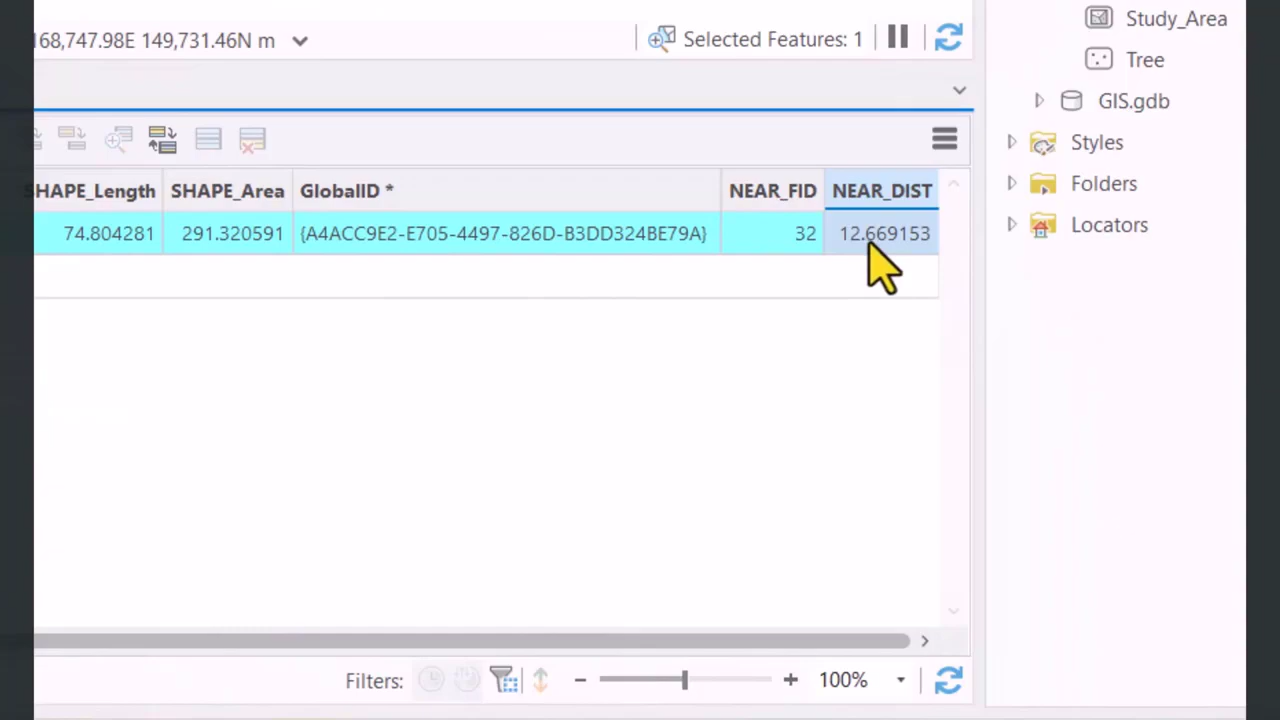 168,747.98E 149,731.46N m
Selected Features: 1
Study_Area
Tree
GIS.gdb
Styles
Folders
Locators
SHAPE_Length SHAPE_Area GlobalID * NEAR_FID NEAR_DIST
74.804281 291.320591 {A4ACC9E2-E705-4497-826D-B3DD324BE79A} 32 12.669153
Filters: 100%